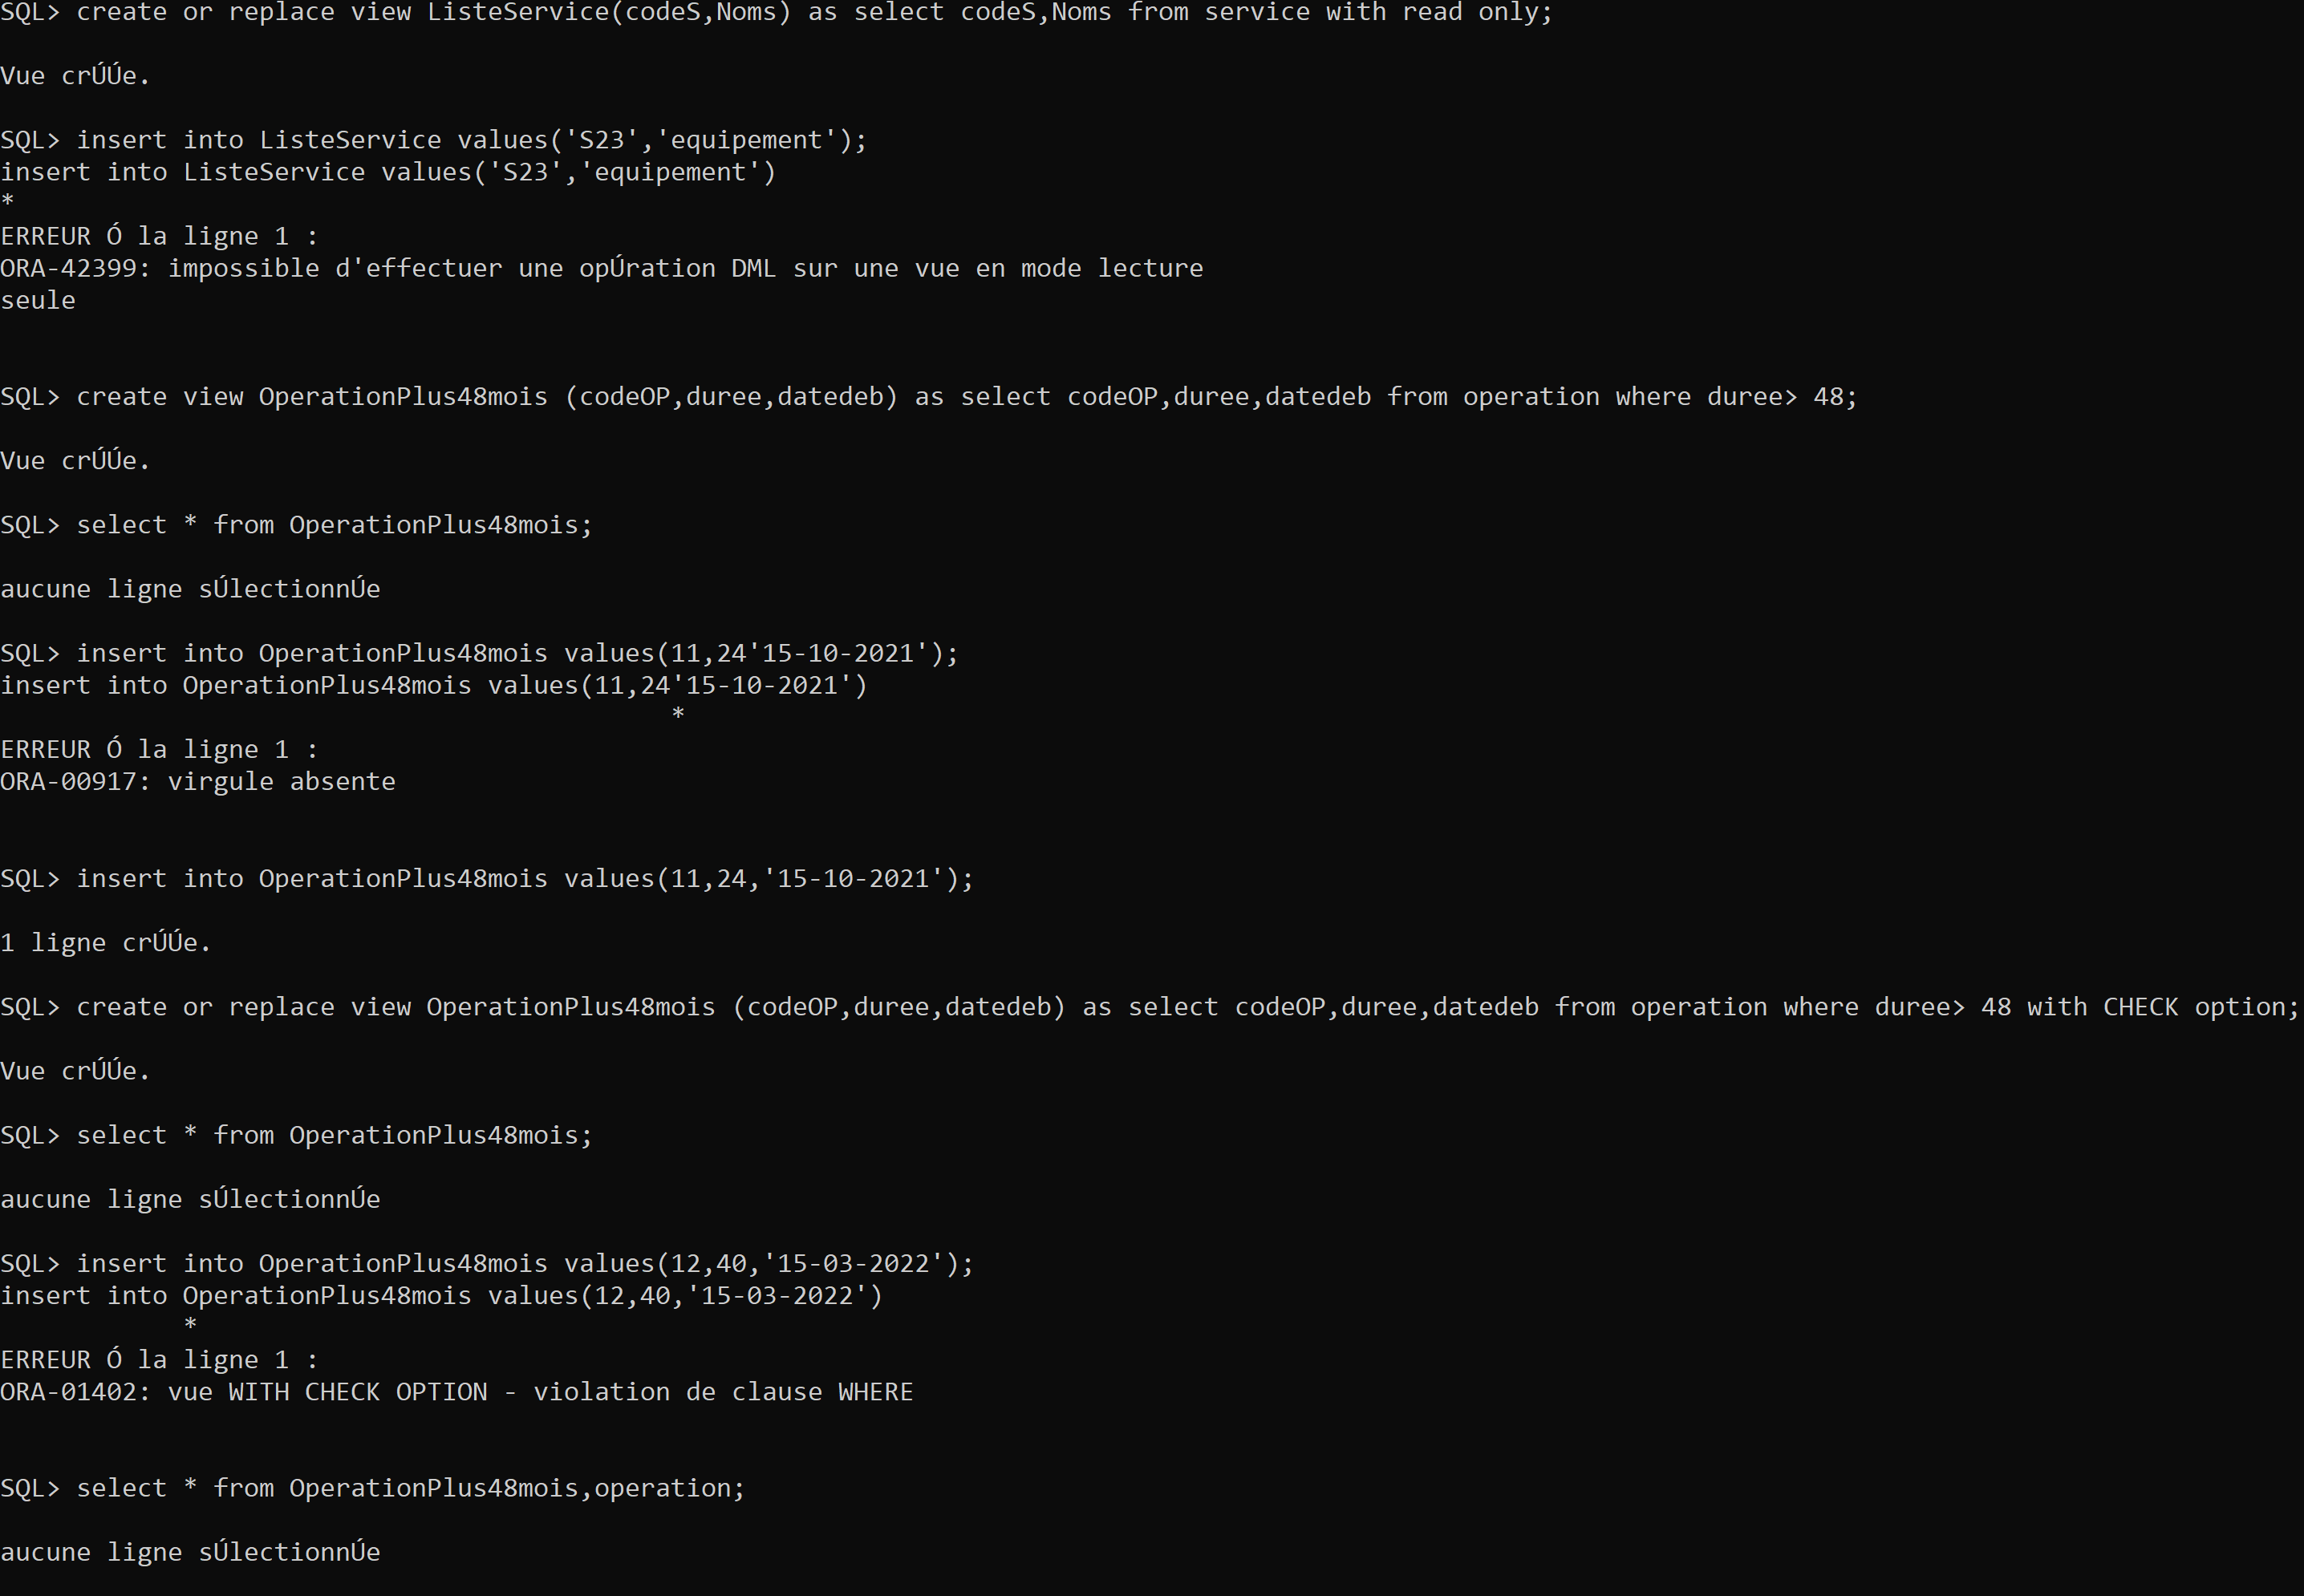 SQL> create or replace view ListeService(codeS,Noms) as select codeS,Noms from service with read only;
Vue crÚÚe.
SQL> insert into ListeService values('S23','equipement');
insert into ListeService values('S23','equipement')
*
ERREUR Ó la ligne 1 :
ORA-42399: impossible d'effectuer une opÚration DML sur une vue en mode lecture
seule
SQL> create view OperationPlus48mois (codeOP,duree,datedeb) as select codeOP,duree,datedeb from operation where duree> 48;
Vue crÚÚe.
SQL> select * from OperationPlus48mois;
aucune ligne sÚlectionnÚe
SQL> insert into OperationPlus48mois values(11,24'15-10-2021');
insert into OperationPlus48mois values(11,24'15-10-2021')
*
ERREUR Ó la ligne 1 :
ORA-00917: virgule absente
SQL> insert into OperationPlus48mois values(11,24,'15-10-2021');
1 ligne crÚÚe.
SQL> create or replace view OperationPlus48mois (codeOP,duree,datedeb) as select codeOP,duree,datedeb from operation where duree> 48 with CHECK option;
Vue crÚÚe.
SQL> select * from OperationPlus48mois;
aucune ligne sÚlectionnÚe
SQL> insert into OperationPlus48mois values(12,40,'15-03-2022');
insert into OperationPlus48mois values(12,40,'15-03-2022')
*
ERREUR Ó la ligne 1 :
ORA-01402: vue WITH CHECK OPTION - violation de clause WHERE
SQL> select * from OperationPlus48mois,operation;
aucune ligne sÚlectionnÚe